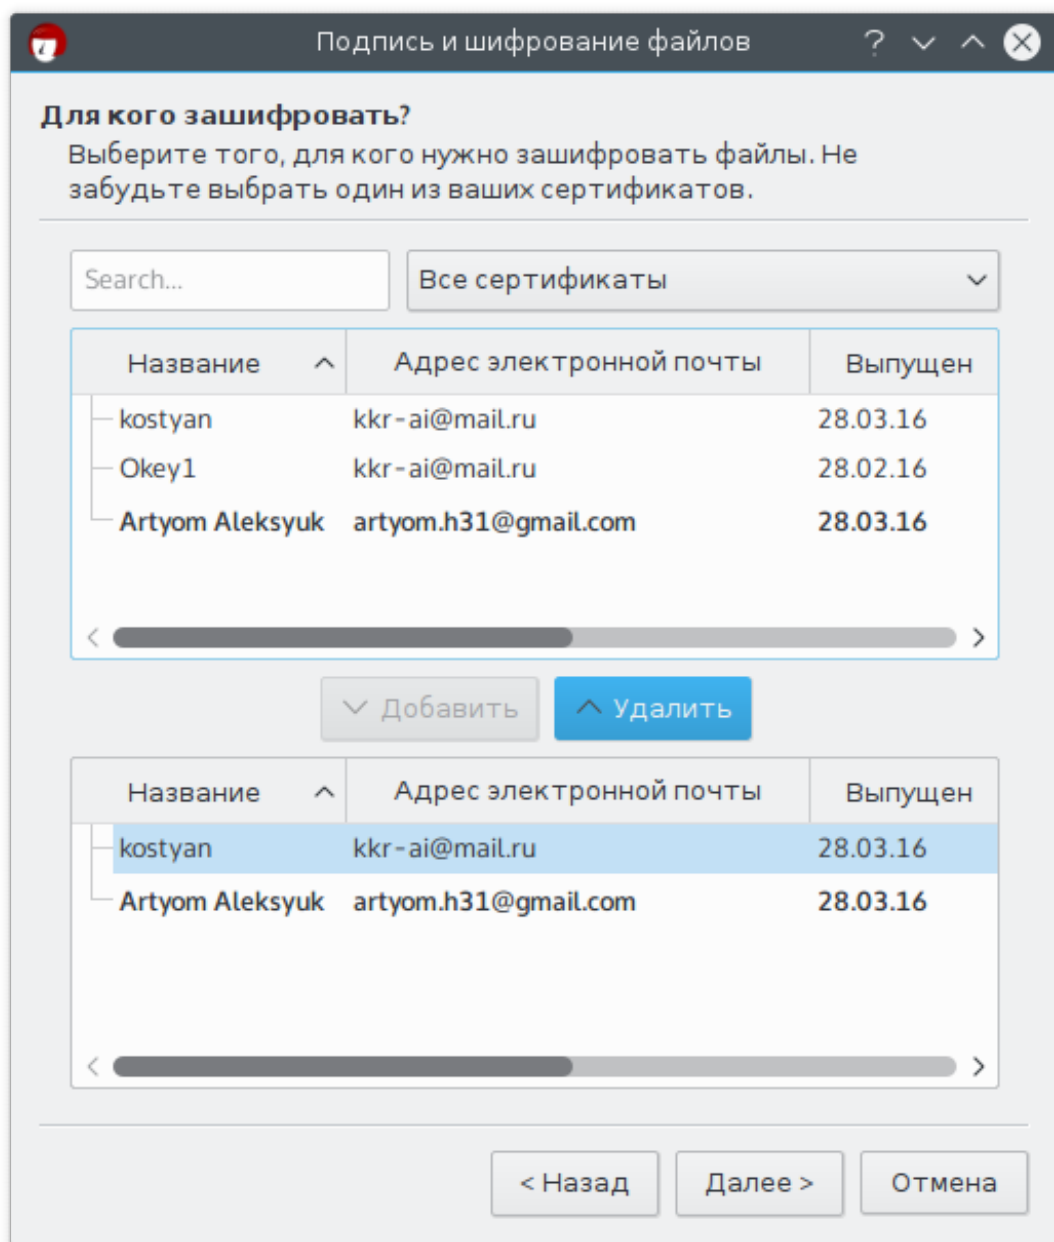 Подпись и шифрование файлов
Для кого зашифровать?
Выберите того, для кого нужно зашифровать файлы. Не
забудьте выбрать один из ваших сертификатов.
Search... Все сертификаты
Название Адрес электронной почты Выпущен
kostyan kkr-ai@mail.ru 28.03.16
Okey1 kkr-ai@mail.ru 28.02.16
Artyom Aleksyuk artyom.h31@gmail.com 28.03.16
Добавить Удалить
Название Адрес электронной почты Выпущен
kostyan kkr-ai@mail.ru 28.03.16
Artyom Aleksyuk artyom.h31@gmail.com 28.03.16
< Назад Далее > Отмена